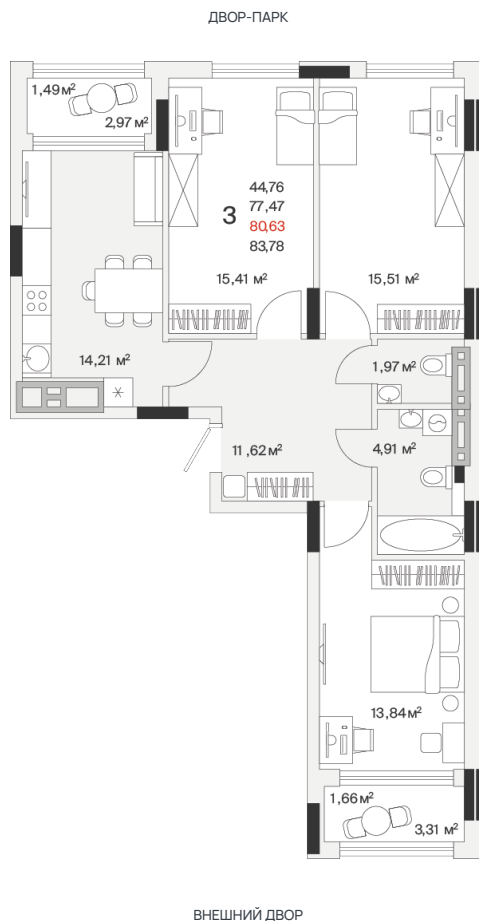 ДВОР-ПАРК
1,49 м²
2,97 м²
44,76
3
77,47
80,63
83,78
15,41 м²
15,51 м²
14,21 м²
1,97 м²
11,62 м²
4,91 м²
13,84 м²
1,66 м²
3,31 м²
ВНЕШНИЙ ДВОР